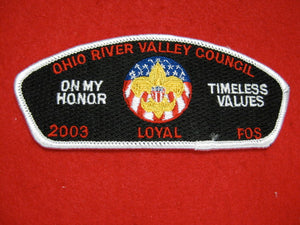 OHIO RIVER VALLEY COUNCIL
ON MY
HONOR
TIMELESS
VALUES
2003 LOYAL FOS